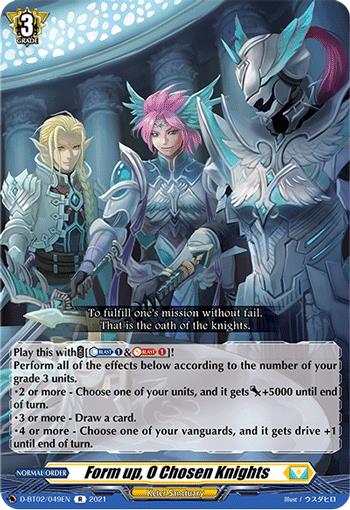 3
GRADE
To fulfill one's mission without fail.
That is the oath of the knights.
Play this with [BLAST 1 & BLAST 1]!
Perform all of the effects below according to the number of your
grade 3 units.
•2 or more - Choose one of your units, and it gets +5000 until end
of turn.
•3 or more - Draw a card.
•4 or more - Choose one of your vanguards, and it gets drive +1
until end of turn.
NORMAL ORDER
Form up, O Chosen Knights
Keter Sanctuary
D-BT02/049EN R 2021
Illust / ウスダヒロ